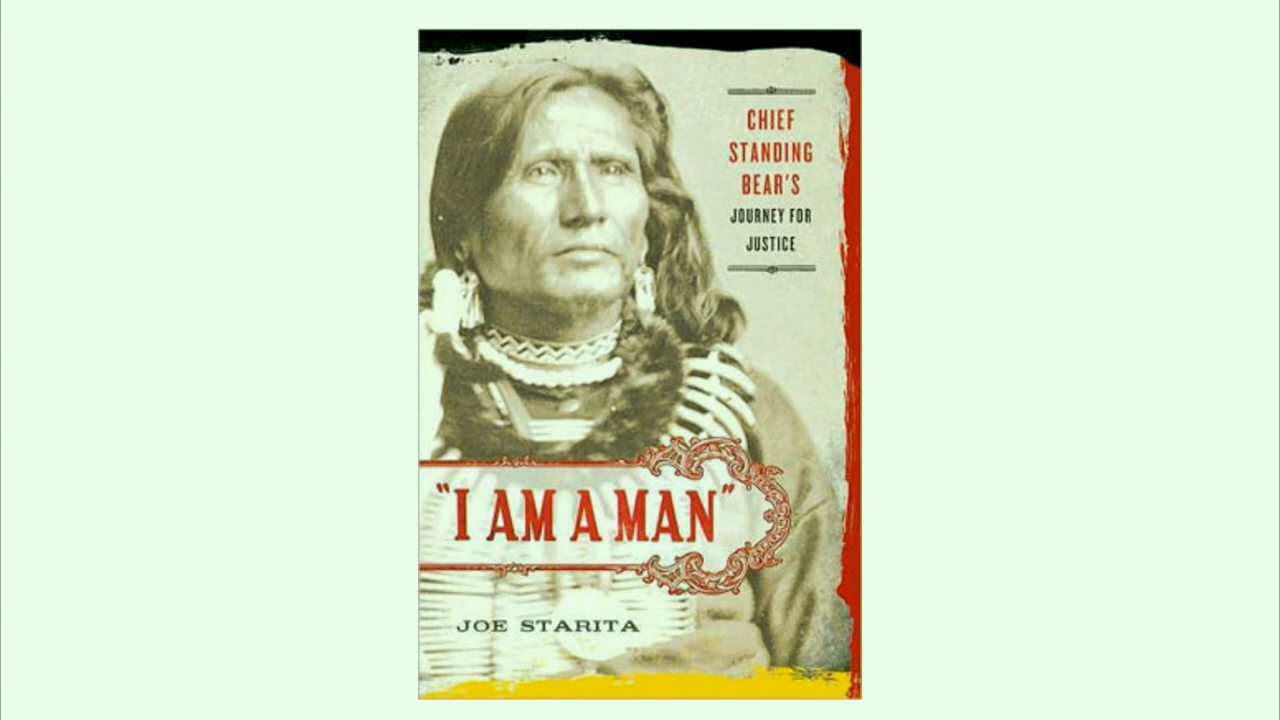 CHIEF
STANDING
BEAR'S
JOURNEY FOR
JUSTICE
"I AM A MAN"
JOE STARITA